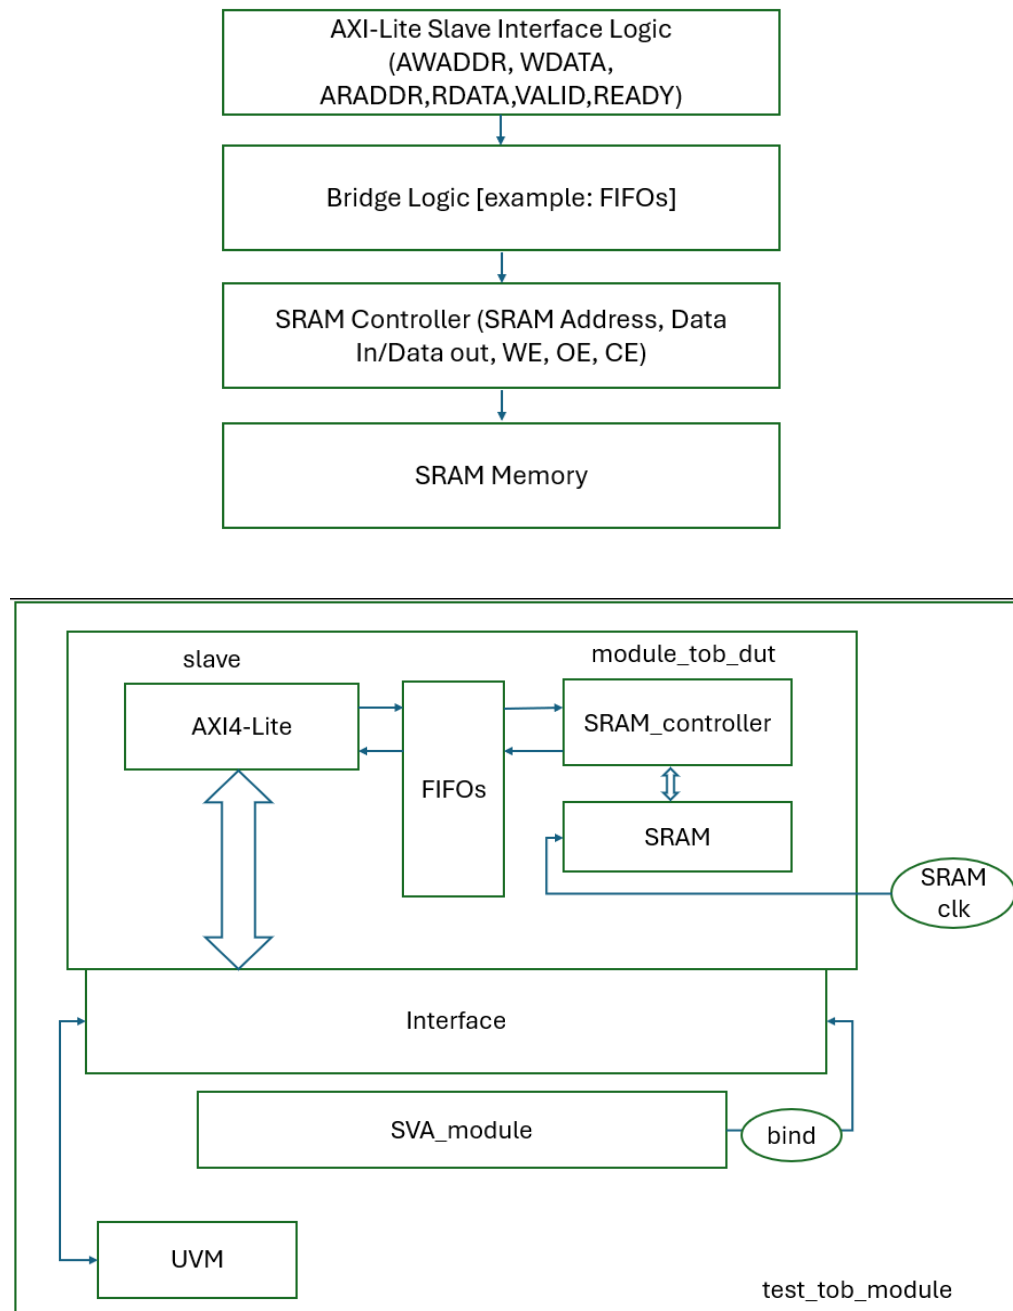 AXI-Lite Slave Interface Logic
(AWADDR, WDATA,
ARADDR,RDATA,VALID,READY)
Bridge Logic [example: FIFOs]
SRAM Controller (SRAM Address, Data
In/Data out, WE, OE, CE)
SRAM Memory
slave
module_tob_dut
AXI4-Lite
SRAM_controller
FIFOs
SRAM
SRAM
clk
Interface
SVA_module
bind
UVM
test_tob_module